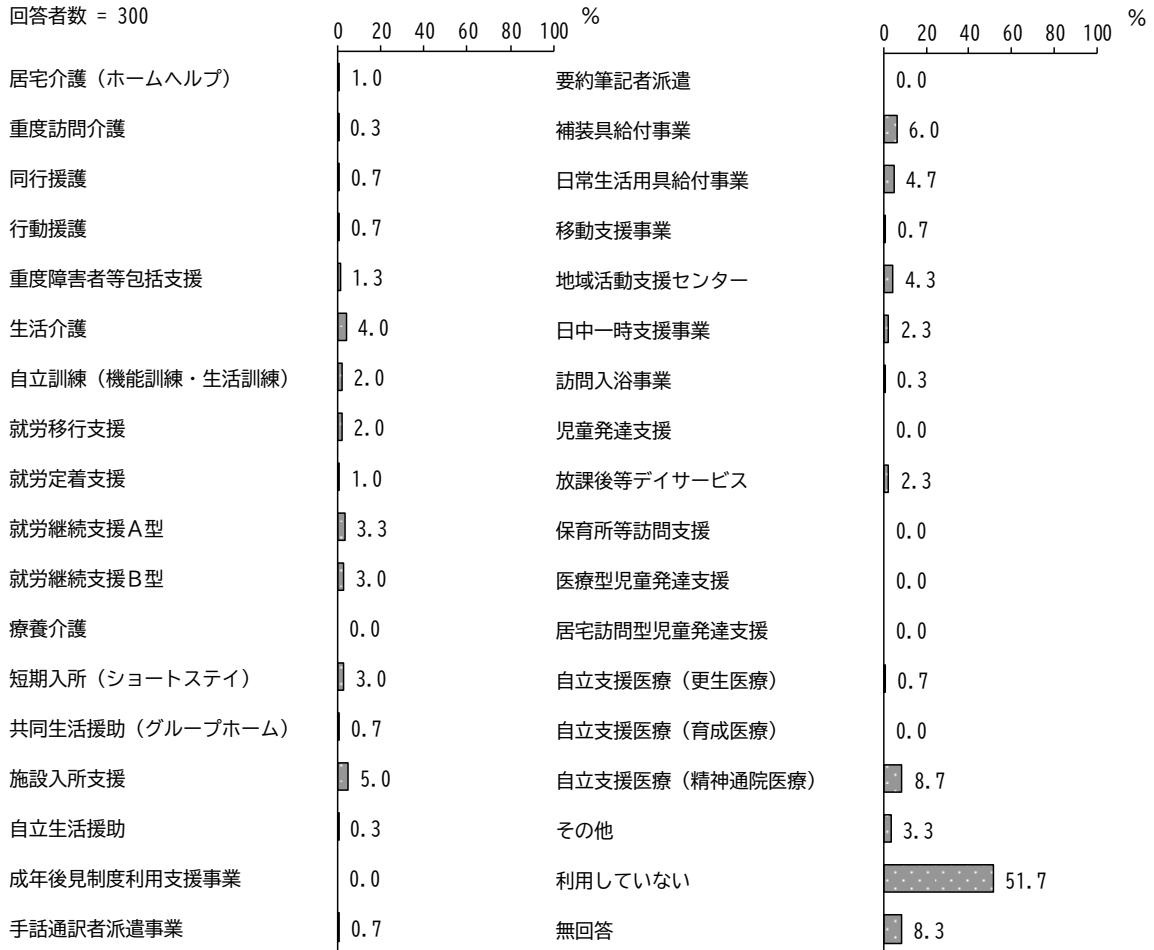 回答者数 = 300
%
0 20 40 60 80 100
居宅介護（ホームヘルプ） 1.0
重度訪問介護 0.3
同行援護 0.7
行動援護 0.7
重度障害者等包括支援 1.3
生活介護 4.0
自立訓練（機能訓練・生活訓練） 2.0
就労移行支援 2.0
就労定着支援 1.0
就労継続支援Ａ型 3.3
就労継続支援Ｂ型 3.0
療養介護 0.0
短期入所（ショートステイ） 3.0
共同生活援助（グループホーム） 0.7
施設入所支援 5.0
自立生活援助 0.3
成年後見制度利用支援事業 0.0
手話通訳者派遣事業 0.7
%
0 20 40 60 80 100
要約筆記者派遣 0.0
補装具給付事業 6.0
日常生活用具給付事業 4.7
移動支援事業 0.7
地域活動支援センター 4.3
日中一時支援事業 2.3
訪問入浴事業 0.3
児童発達支援 0.0
放課後等デイサービス 2.3
保育所等訪問支援 0.0
医療型児童発達支援 0.0
居宅訪問型児童発達支援 0.0
自立支援医療（更生医療） 0.7
自立支援医療（育成医療） 0.0
自立支援医療（精神通院医療） 8.7
その他 3.3
利用していない 51.7
無回答 8.3